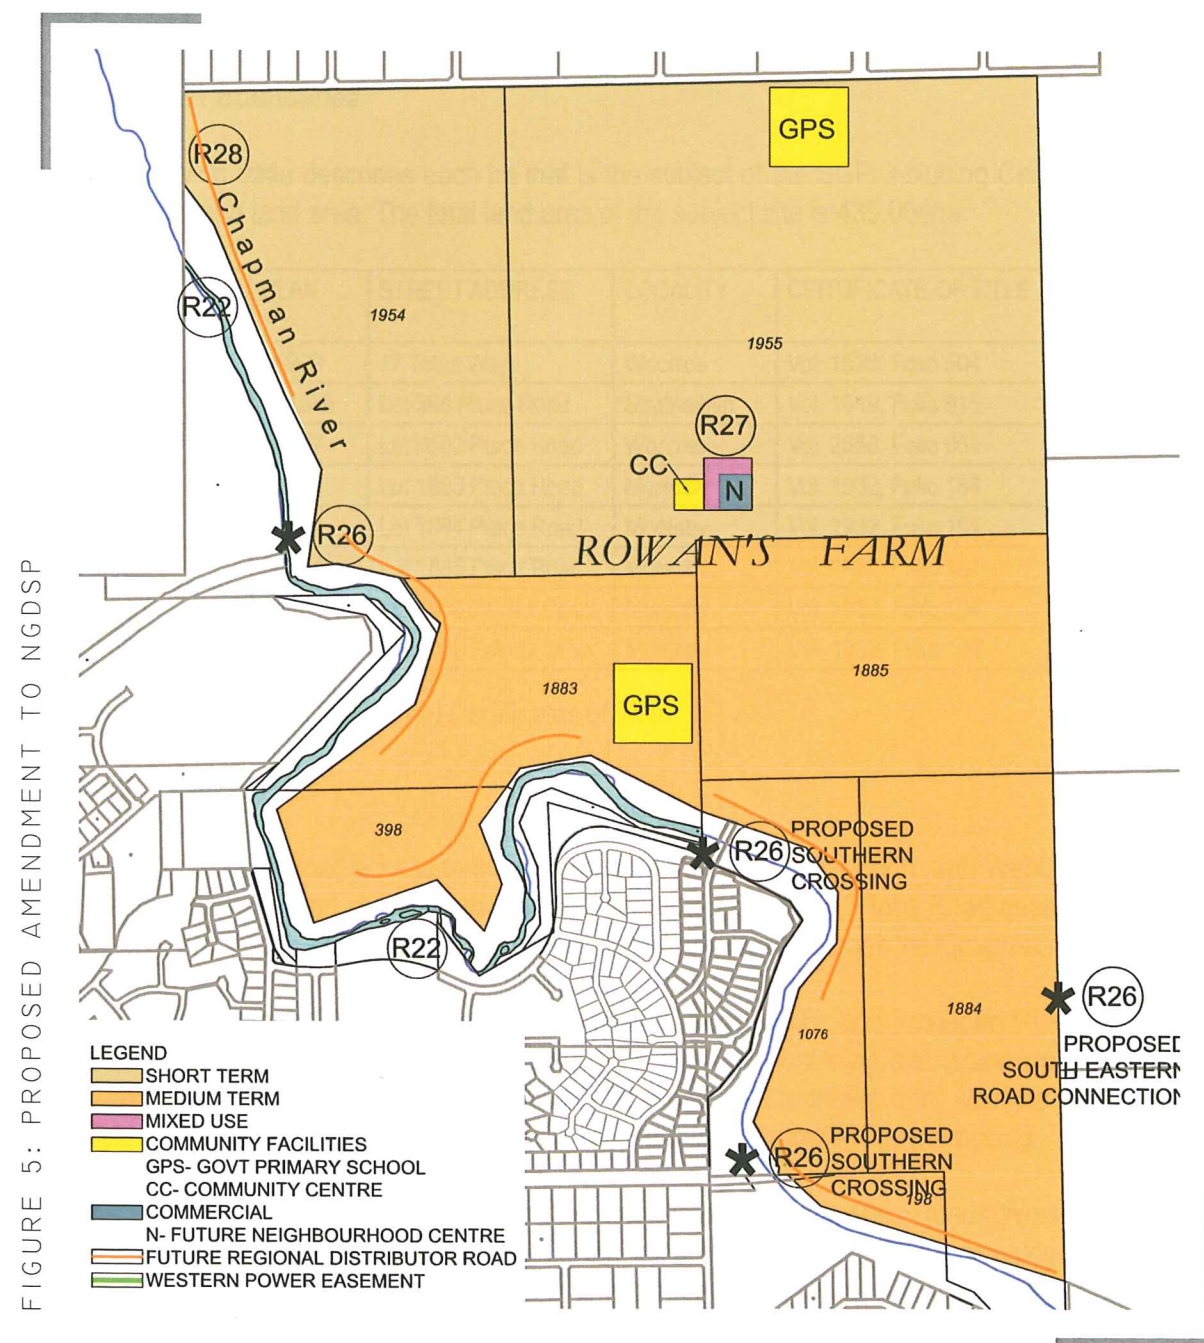 FIGURE 5: PROPOSED AMENDMENT TO NGDSP
GPS
R28
Chapman River
R22
1954
1955
R27
CC
N
R26
ROWAN'S FARM
1883
1885
GPS
398
R26
PROPOSED
SOUTHERN
CROSSING
R22
1884
R26
1076
PROPOSED
SOUTH EASTERN
ROAD CONNECTION
R26
PROPOSED
SOUTHERN
CROSSING
198
LEGEND
SHORT TERM
MEDIUM TERM
MIXED USE
COMMUNITY FACILITIES
GPS- GOVT PRIMARY SCHOOL
CC- COMMUNITY CENTRE
COMMERCIAL
N- FUTURE NEIGHBOURHOOD CENTRE
FUTURE REGIONAL DISTRIBUTOR ROAD
WESTERN POWER EASEMENT